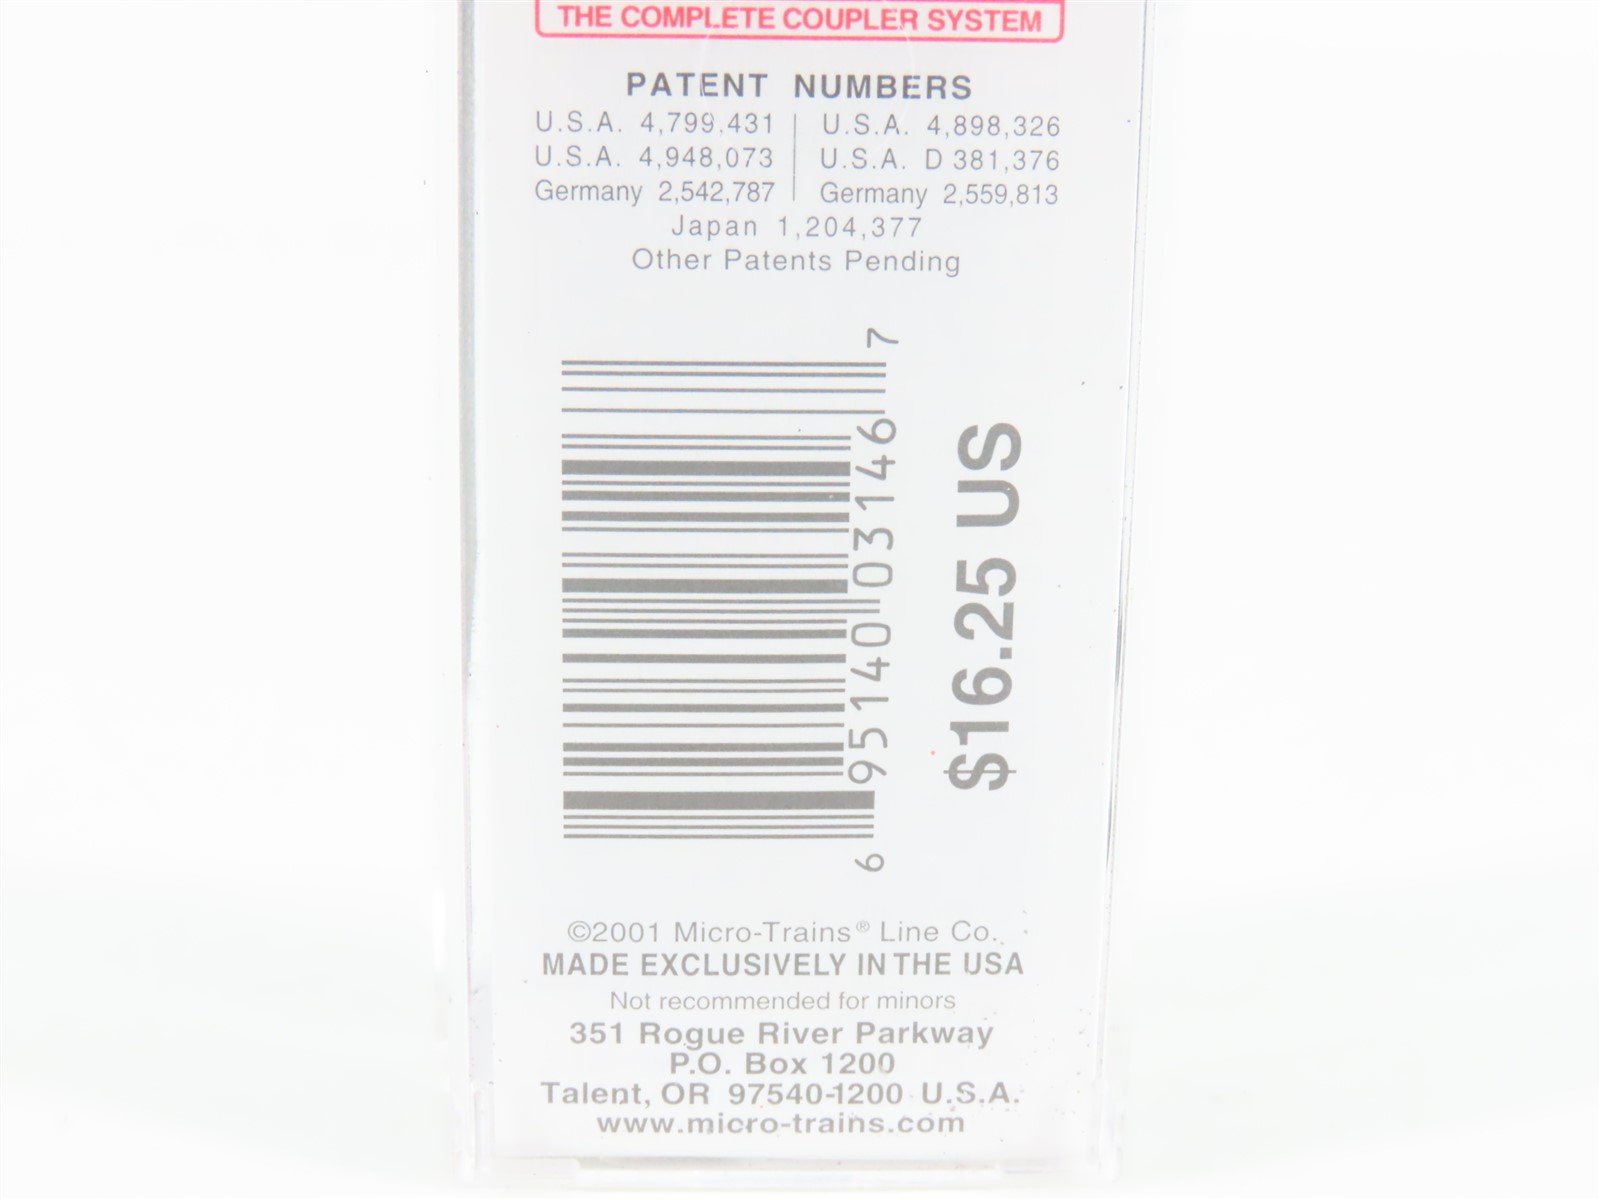 THE COMPLETE COUPLER SYSTEM
PATENT NUMBERS
U.S.A. 4,799,431 | U.S.A. 4,898,326
U.S.A. 4,948,073 | U.S.A. D 381,376
Germany 2,542,787 | Germany 2,559,813
Japan 1,204,377
Other Patents Pending
6 95140 03146 7
$16.25 US
©2001 Micro-Trains® Line Co.
MADE EXCLUSIVELY IN THE USA
Not recommended for minors
351 Rogue River Parkway
P.O. Box 1200
Talent, OR 97540-1200 U.S.A.
www.micro-trains.com